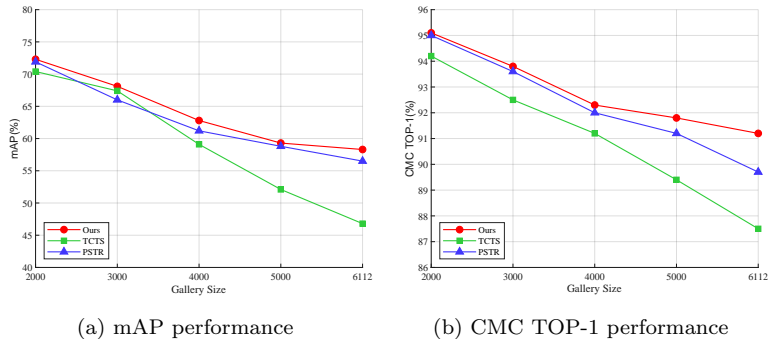 80
75
70
65
60
55
50
45
40
mAP(%)
Ours
TCTS
PSTR
2000 3000 4000 5000 6112
Gallery Size
(a) mAP performance
96
95
94
93
92
91
90
89
88
87
86
CMC TOP-1(%)
Ours
TCTS
PSTR
2000 3000 4000 5000 6112
Gallery Size
(b) CMC TOP-1 performance